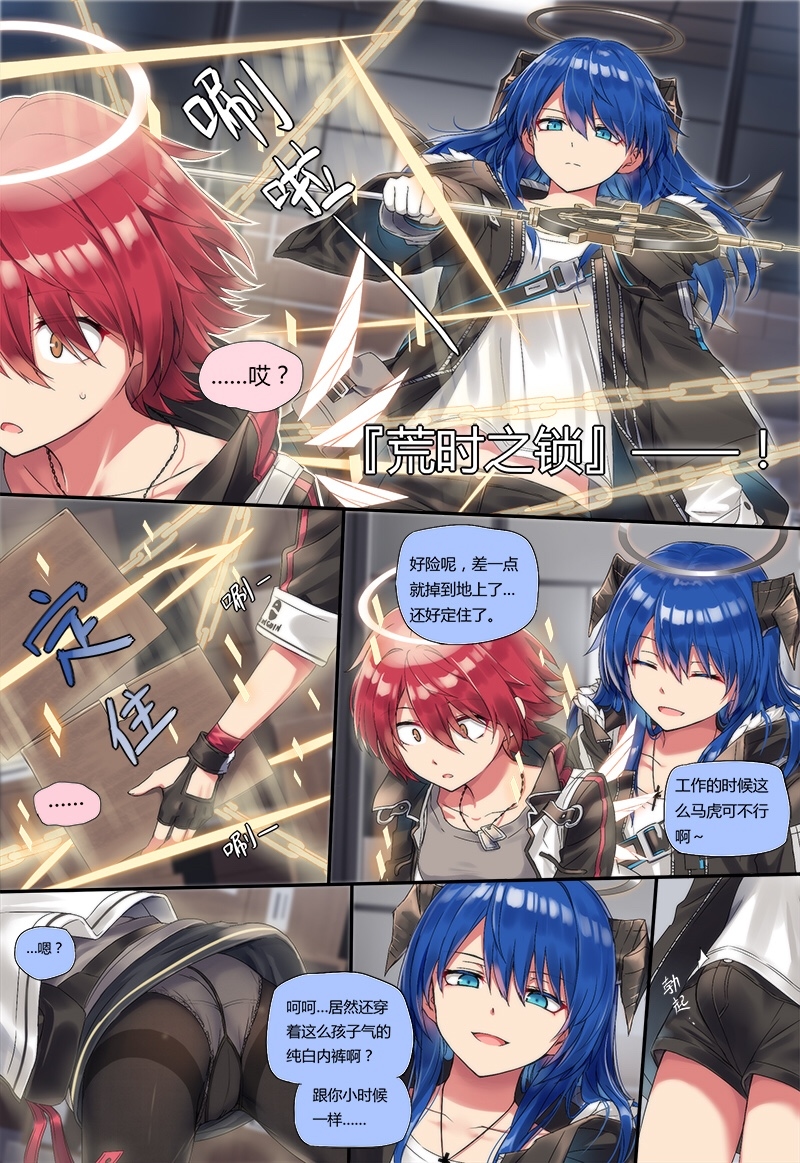 唰
啦
……哎？
『荒时之锁』——！
定
住
唰—
……
唰—
好险呢，差一点
就掉到地上了…
还好定住了。
工作的时候这
么马虎可不行
啊～
…嗯？
呵呵…居然还穿
着这么孩子气的
纯白内裤啊？
跟你小时候
一样……
勃
起